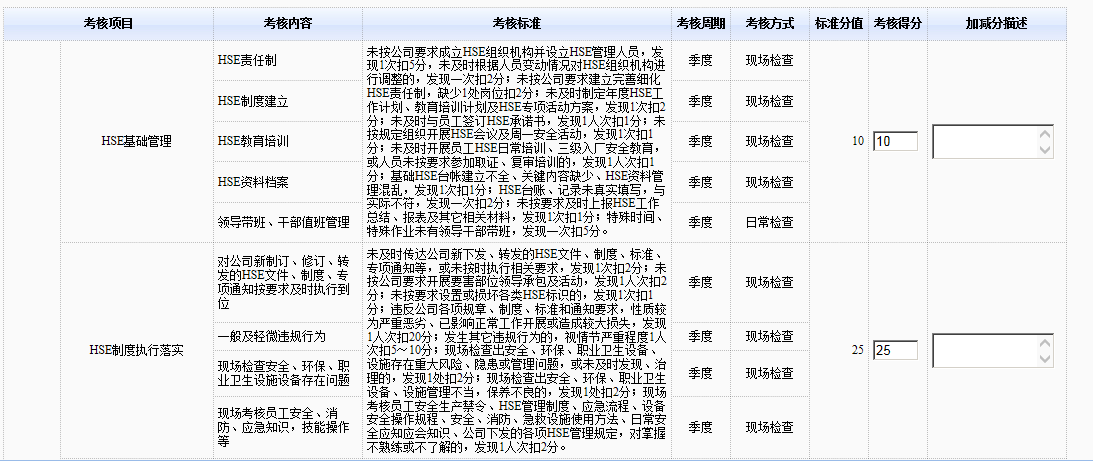 考核项目 考核内容 考核标准 考核周期 考核方式 标准分值 考核得分 加减分描述
HSE基础管理
HSE责任制
HSE制度建立
HSE教育培训
HSE资料档案
领导带班、干部值班管理
未按公司要求成立HSE组织机构并设立HSE管理人员，发
现1次扣5分，未及时根据人员变动情况对HSE组织机构进
行调整的，发现一次扣2分；未按公司要求建立完善细化
HSE责任制，缺少1处岗位扣2分；未及时制定年度HSE工
作计划、教育培训计划及HSE专项活动方案，发现1次扣2
分；未及时与员工签订HSE承诺书，发现1人次扣1分；未
按规定组织开展HSE会议及周一安全活动，发现1次扣1
分；未及时开展员工HSE日常培训、三级入厂安全教育，
或人员未按要求参加取证、复审培训的，发现1人次扣1
分；基础HSE台帐建立不全、关键内容缺少、HSE资料管
理混乱，发现1次扣1分；HSE台账、记录未真实填写，与
实际不符，发现一次扣2分；未按要求及时上报HSE工作
总结、报表及其它相关材料，发现1次扣1分；特殊时间、
特殊作业未有领导干部带班，发现一次扣5分。
季度 现场检查
季度 现场检查
季度 现场检查
季度 现场检查
季度 日常检查
10 10
HSE制度执行落实
对公司新制订、修订、转
发的HSE文件、制度、专
项通知按要求及时执行到
位
一般及轻微违规行为
现场检查安全、环保、职
业卫生设施设备存在问题
现场考核员工安全、消
防、应急知识，技能操作
等
未及时传达公司新下发、转发的HSE文件、制度、标准、
专项通知等，或未按时执行相关要求，发现1次扣2分；未
按公司要求开展要害部位领导承包及活动，发现1人次扣2
分；未按要求设置或损坏各类HSE标识的，发现1次扣1
分；违反公司各项规章、制度、标准和通知要求，性质较
为严重恶劣、已影响正常工作开展或造成较大损失，发现
1人次扣20分；发生其它违规行为的，视情节严重程度1人
次扣5～10分；现场检查出安全、环保、职业卫生设备、
设施存在重大风险、隐患或管理问题，或未及时发现、治
理的，发现1处扣2分；现场检查出安全、环保、职业卫生
设备、设施管理不当，保养不良的，发现1处扣2分；现场
考核员工安全生产禁令、HSE管理制度、应急流程、设备
安全操作规程、安全、消防、急救设施使用方法、日常安
全应知应会知识、公司下发的各项HSE管理规定，对掌握
不熟练或不了解的，发现1人次扣2分。
季度 现场检查
季度 现场检查
季度 现场检查
季度 现场检查
25 25